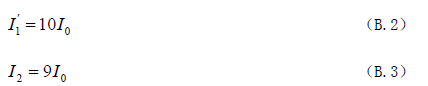 I₁′=10I₀ (B.2)
I₂=9I₀ (B.3)